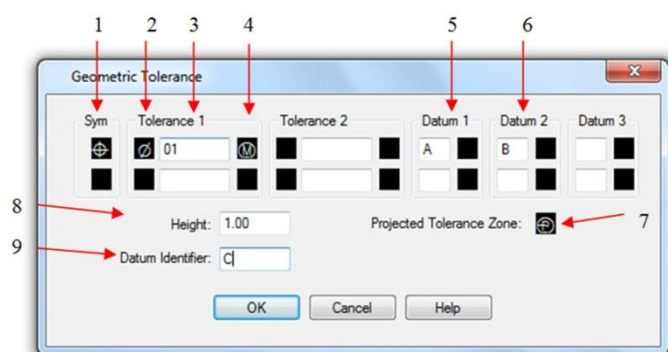 1 2 3 4 5 6
Geometric Tolerance
Sym Tolerance 1 Tolerance 2 Datum 1 Datum 2 Datum 3
Ø 01 Ⓜ A B
8
Height: 1.00 Projected Tolerance Zone: Ⓟ 7
9
Datum Identifier: C
OK Cancel Help